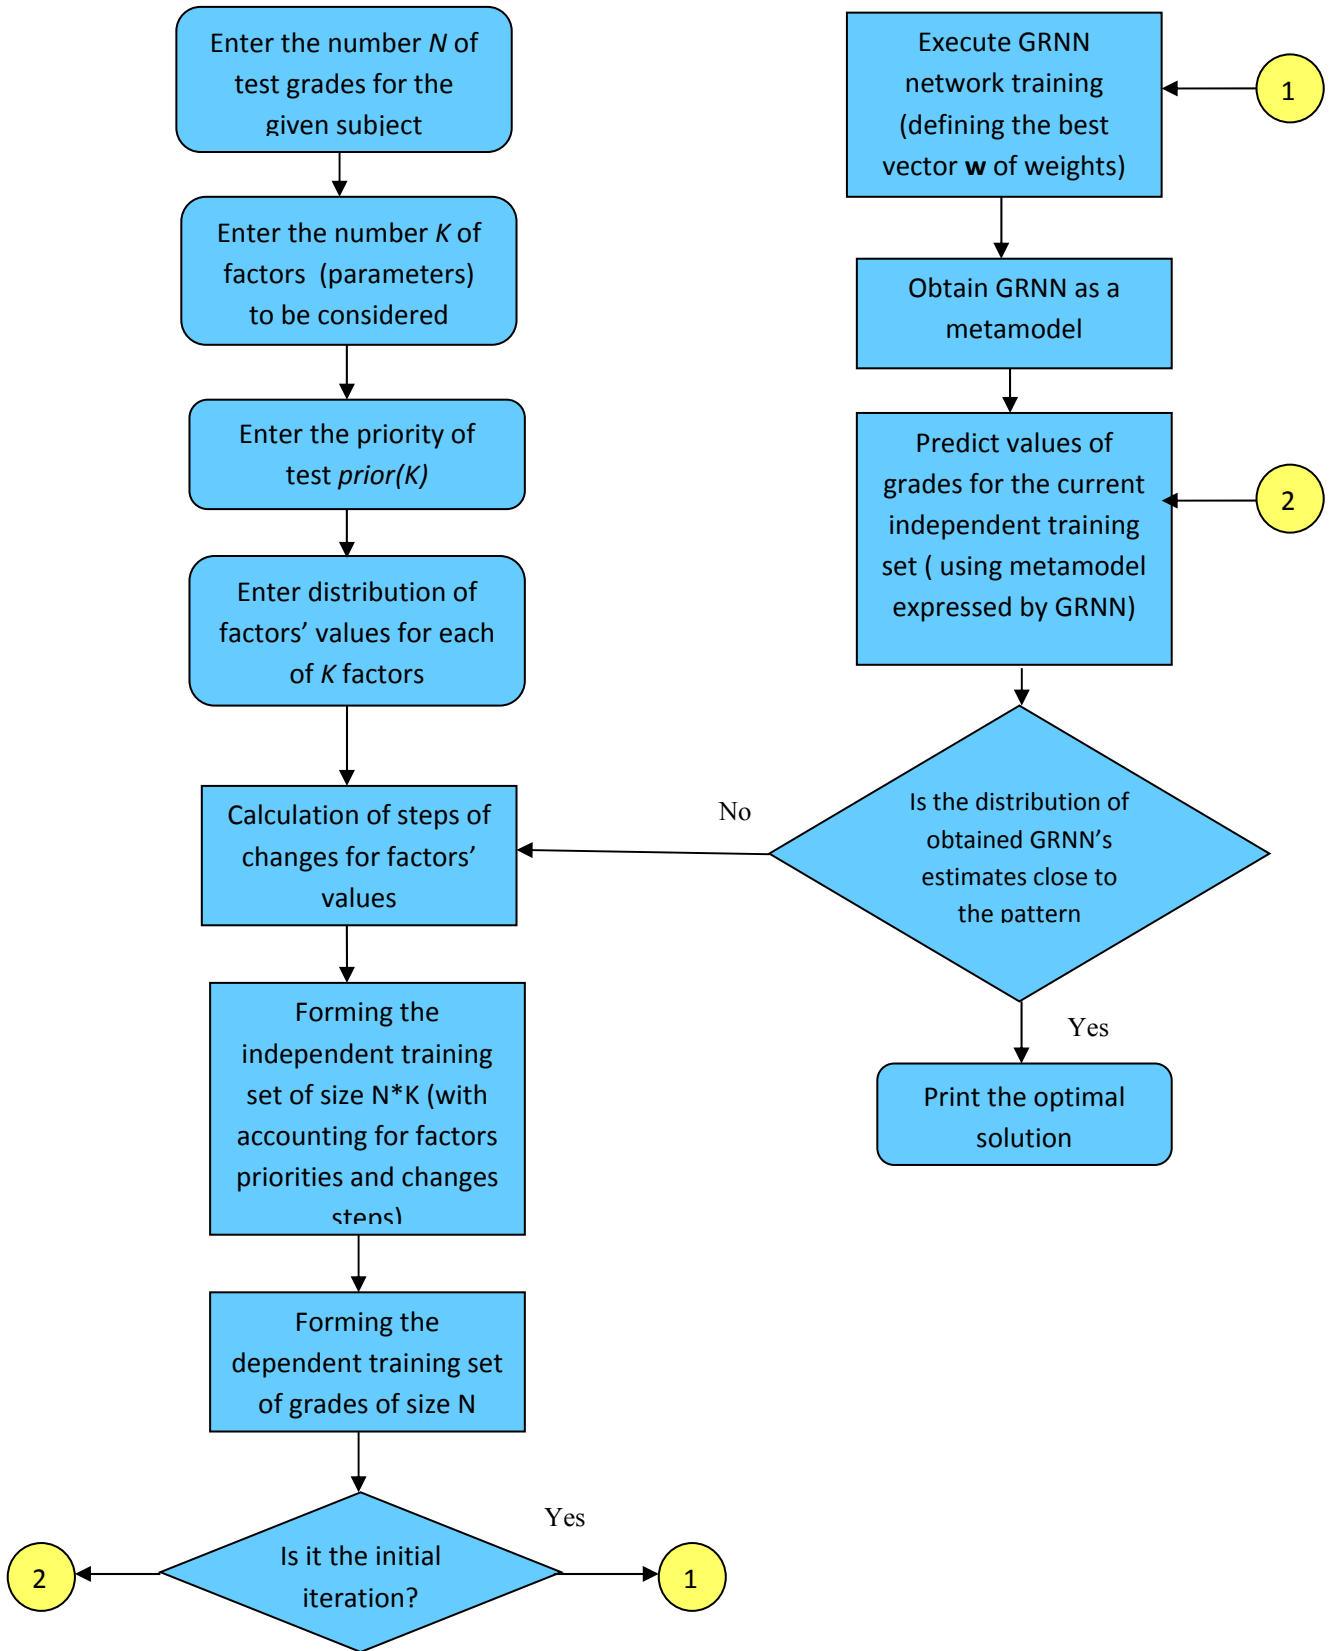 Enter the number N of
test grades for the
given subject
Enter the number K of
factors (parameters)
to be considered
Enter the priority of
test prior(K)
Enter distribution of
factors’ values for each
of K factors
Calculation of steps of
changes for factors’
values
Forming the
independent training
set of size N*K (with
accounting for factors
priorities and changes
steps)
Forming the
dependent training set
of grades of size N
Is it the initial
iteration?
2
Yes
1
Execute GRNN
network training
(defining the best
vector w of weights)
1
Obtain GRNN as a
metamodel
Predict values of
grades for the current
independent training
set ( using metamodel
expressed by GRNN)
2
No
Is the distribution of
obtained GRNN’s
estimates close to
the pattern
Yes
Print the optimal
solution